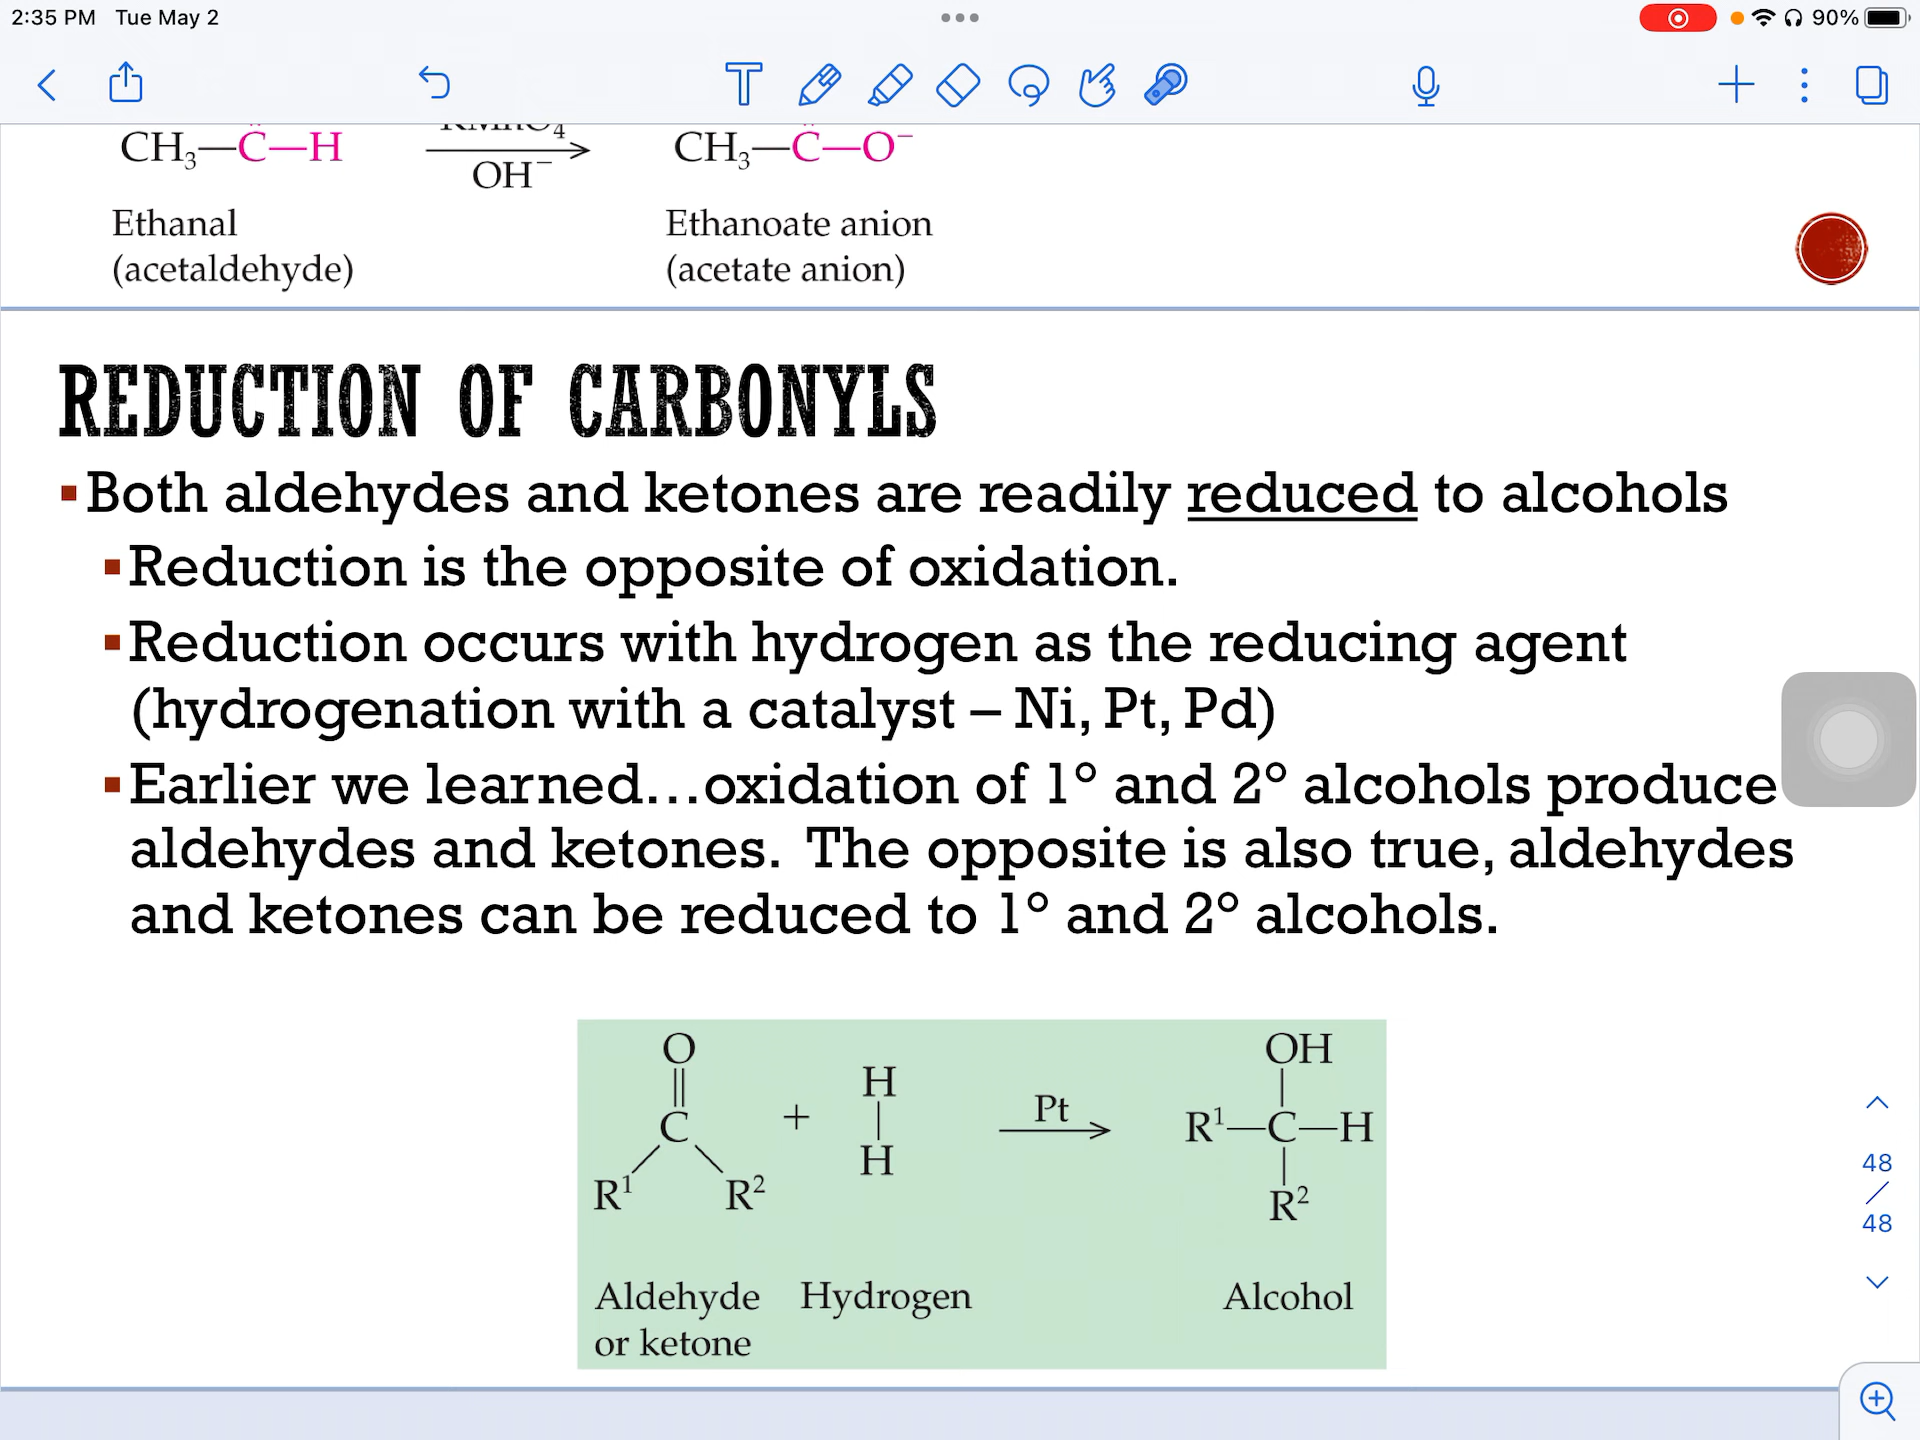 2:35 PM Tue May 2
90%
CH₃—C—H
KMnO₄
OH⁻
CH₃—C—O⁻
Ethanal
(acetaldehyde)
Ethanoate anion
(acetate anion)
REDUCTION OF CARBONYLS
▪Both aldehydes and ketones are readily reduced to alcohols
▪Reduction is the opposite of oxidation.
▪Reduction occurs with hydrogen as the reducing agent
(hydrogenation with a catalyst – Ni, Pt, Pd)
▪Earlier we learned...oxidation of 1° and 2° alcohols produce
aldehydes and ketones. The opposite is also true, aldehydes
and ketones can be reduced to 1° and 2° alcohols.
O
||
C
R¹ R²
+
H
|
H
Pt
OH
|
R¹—C—H
|
R²
Aldehyde
or ketone
Hydrogen
Alcohol
48
/
48